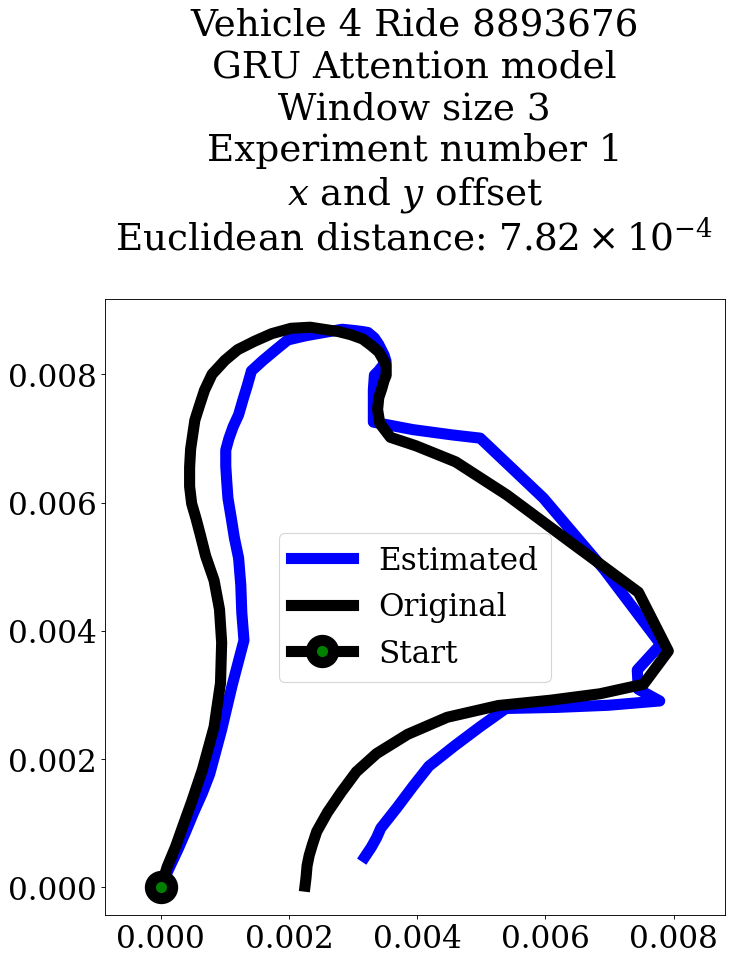 Vehicle 4 Ride 8893676
GRU Attention model
Window size 3
Experiment number 1
x and y offset
Euclidean distance: 7.82 × 10⁻⁴
0.008
0.006
0.004
0.002
0.000
Estimated
Original
Start
0.000 0.002 0.004 0.006 0.008